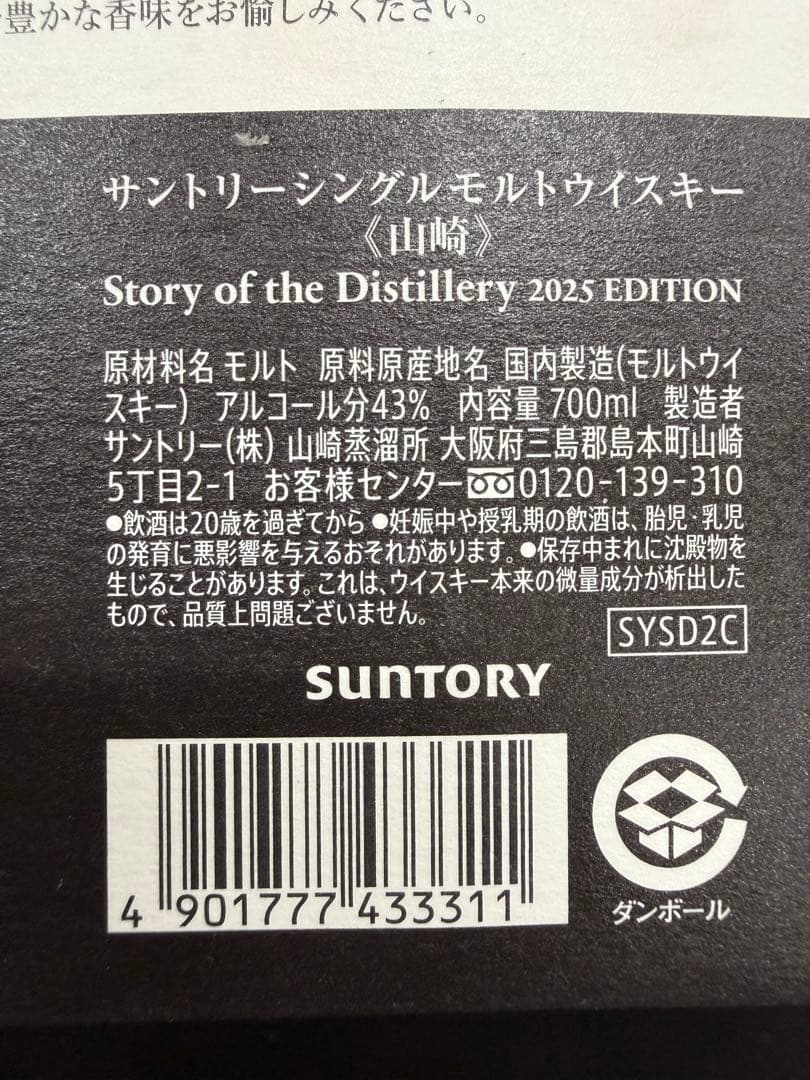 豊かな香味をお愉しみください。
サントリーシングルモルトウイスキー
《山崎》
Story of the Distillery 2025 EDITION
原材料名 モルト 原料原産地名 国内製造(モルトウイ
スキー) アルコール分43% 内容量 700ml 製造者
サントリー(株) 山崎蒸溜所 大阪府三島郡島本町山崎
5丁目2-1 お客様センター 0120-139-310
●飲酒は20歳を過ぎてから ●妊娠中や授乳期の飲酒は、胎児・乳児
の発育に悪影響を与えるおそれがあります。●保存中まれに沈殿物を
生じることがあります。これは、ウイスキー本来の微量成分が析出した
もので、品質上問題ございません。
SYSD2C
SUNTORY
4 901777 433311
ダンボール